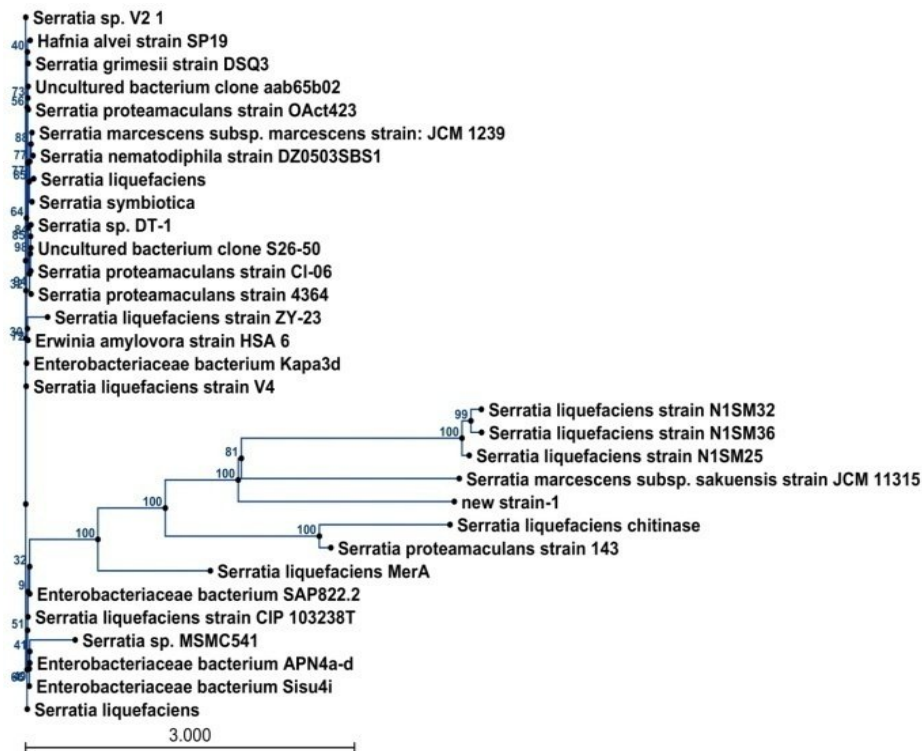 Serratia sp. V2 1
40
Hafnia alvei strain SP19
Serratia grimesii strain DSQ3
73
Uncultured bacterium clone aab65b02
56
Serratia proteamaculans strain OAct423
88
Serratia marcescens subsp. marcescens strain: JCM 1239
77
Serratia nematodiphila strain DZ0503SBS1
Serratia liquefaciens
Serratia symbiotica
64
Serratia sp. DT-1
98
Uncultured bacterium clone S26-50
Serratia proteamaculans strain CI-06
Serratia proteamaculans strain 4364
Serratia liquefaciens strain ZY-23
Erwinia amylovora strain HSA 6
Enterobacteriaceae bacterium Kapa3d
Serratia liquefaciens strain V4
99
Serratia liquefaciens strain N1SM32
100
Serratia liquefaciens strain N1SM36
81
Serratia liquefaciens strain N1SM25
100
Serratia marcescens subsp. sakuensis strain JCM 11315
100
new strain-1
100
Serratia liquefaciens chitinase
100
Serratia proteamaculans strain 143
32
Serratia liquefaciens MerA
9
Enterobacteriaceae bacterium SAP822.2
51
Serratia liquefaciens strain CIP 103238T
41
Serratia sp. MSMC541
Enterobacteriaceae bacterium APN4a-d
Enterobacteriaceae bacterium Sisu4i
Serratia liquefaciens
3.000